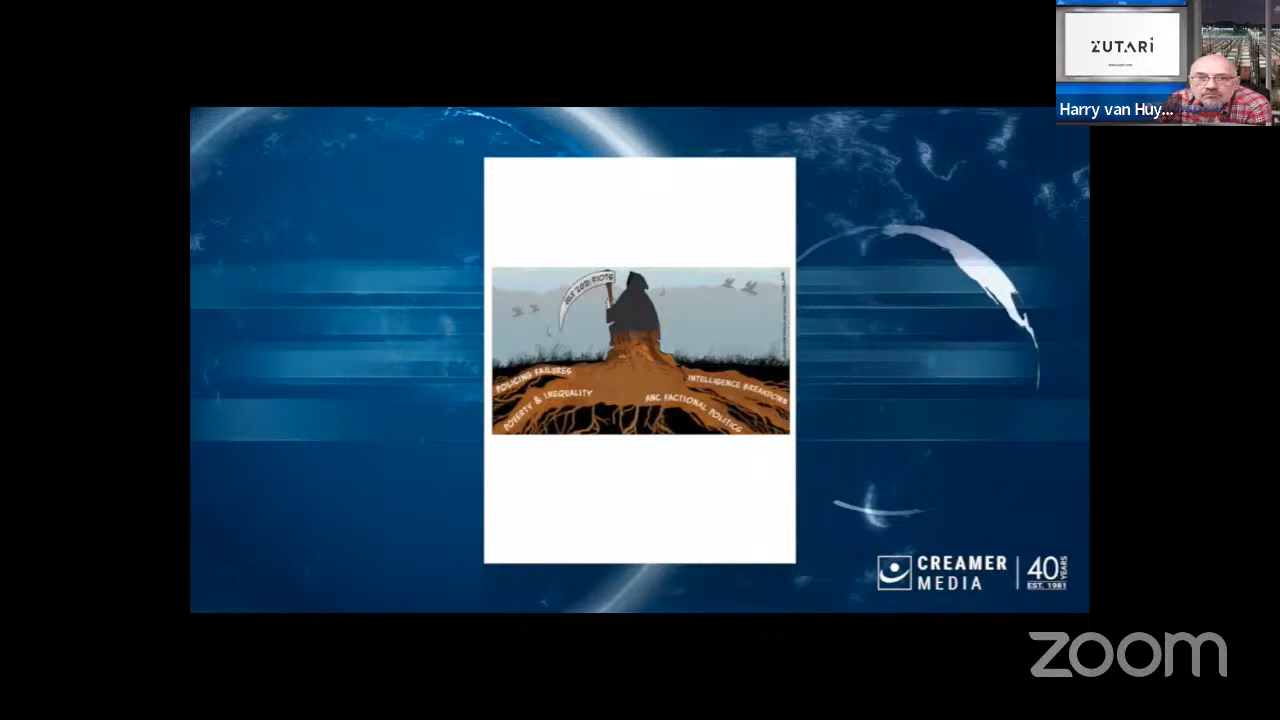 ZUTARI
Harry van Huy...
JULY 2021 RIOTS
POLICING FAILURES
POVERTY & INEQUALITY
INTELLIGENCE BREAKDOWN
ANC FACTIONAL POLITICS
CREAMER
MEDIA
40
YEARS
EST. 1981
zoom